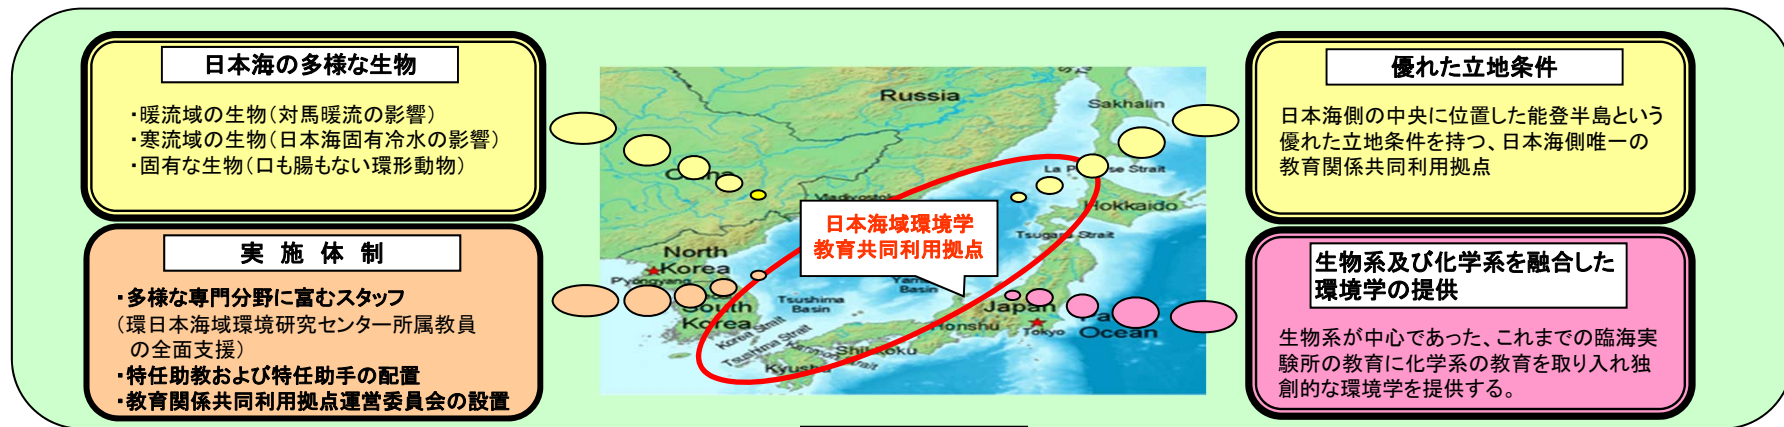 日本海の多様な生物
・暖流域の生物(対馬暖流の影響)
・寒流域の生物(日本海固有冷水の影響)
・固有な生物(口も腸もない環形動物)
実 施 体 制
・多様な専門分野に富むスタッフ
(環日本海域環境研究センター所属教員
の全面支援)
・特任助教および特任助手の配置
・教育関係共同利用拠点運営委員会の設置
Russia
Sakhalin
China
La Perouse Strait
Vladivostok
Hokkaido
Tsugaru Strait
日本海域環境学
教育共同利用拠点
North
Korea
Pyongyang
South
Korea
Tsushima
Basin
Yamato
Basin
Korea Strait
Tsushima Strait
Japan
Honshu
Tokyo
Pacific
Ocean
Shikoku
Kyushu
優れた立地条件
日本海側の中央に位置した能登半島という
優れた立地条件を持つ、日本海側唯一の
教育関係共同利用拠点
生物系及び化学系を融合した
環境学の提供
生物系が中心であった、これまでの臨海実
験所の教育に化学系の教育を取り入れ独
創的な環境学を提供する。